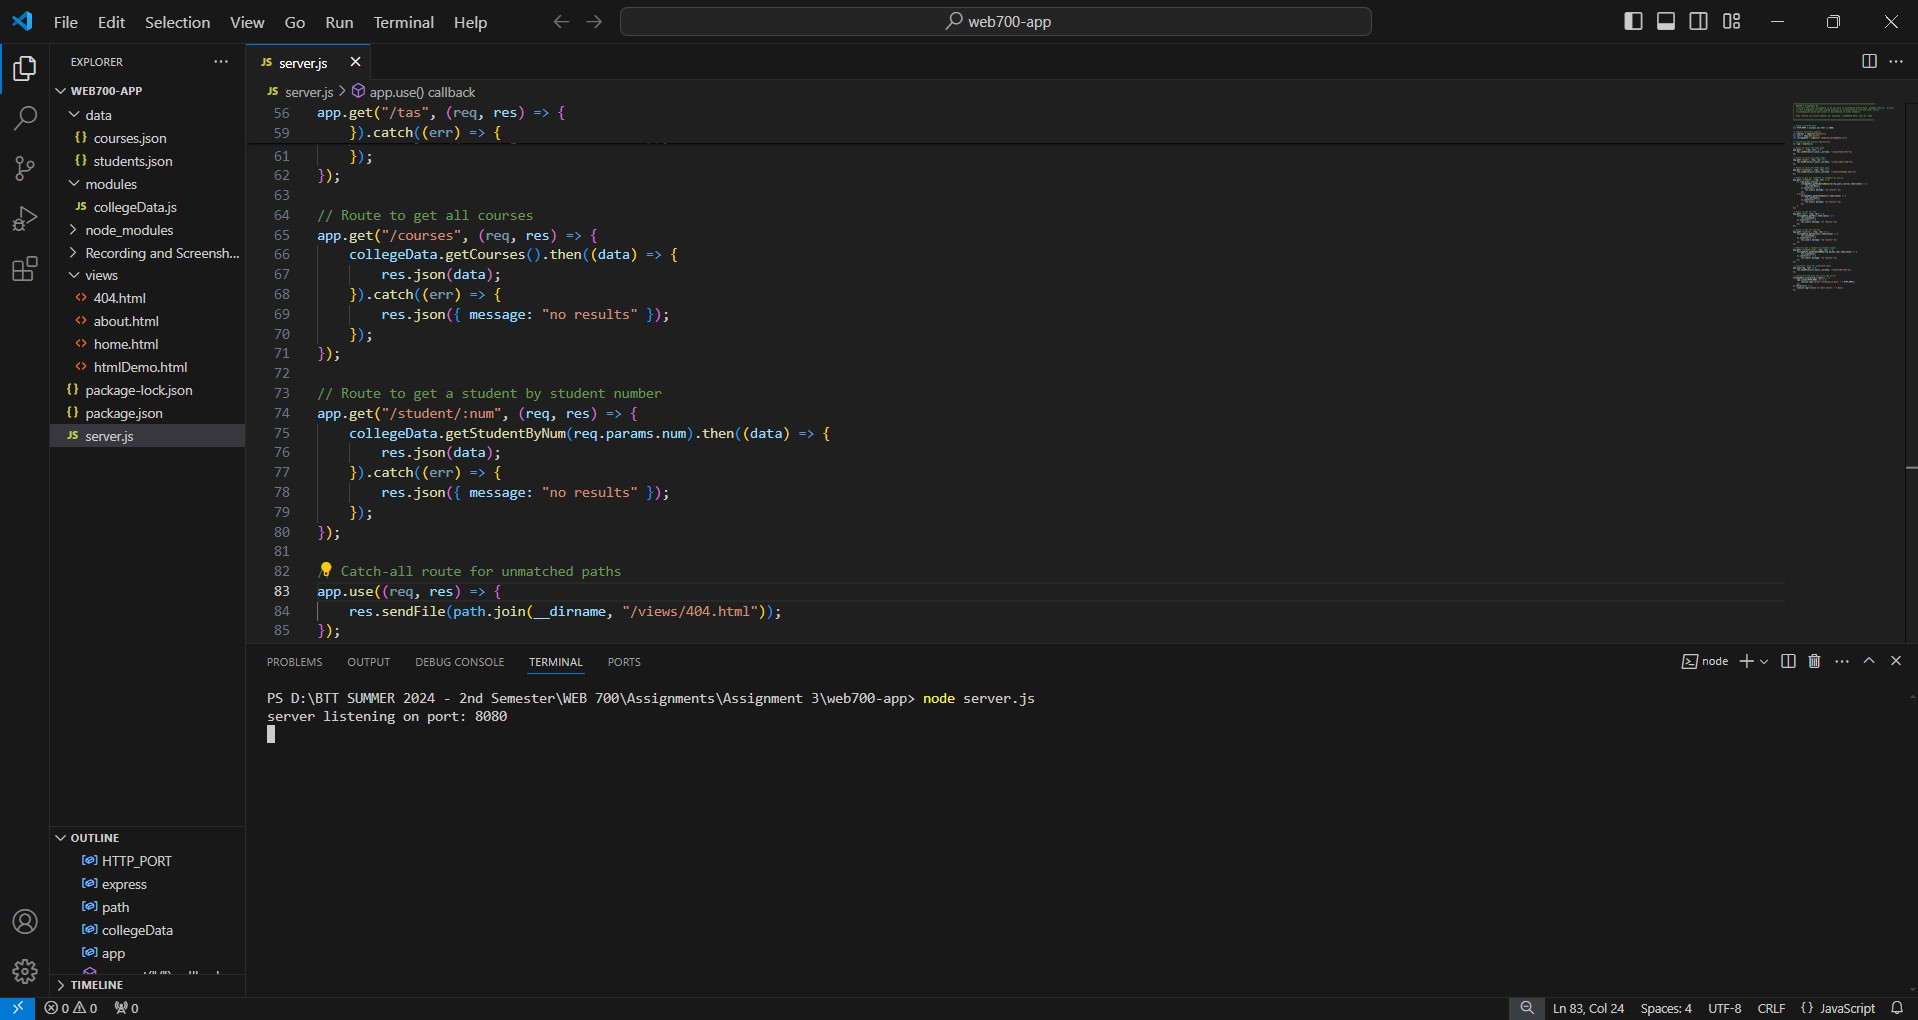 File Edit Selection View Go Run Terminal Help
web700-app
EXPLORER
WEB700-APP
data
{} courses.json
{} students.json
modules
JS collegeData.js
node_modules
Recording and Screensh...
views
<> 404.html
<> about.html
<> home.html
<> htmlDemo.html
{} package-lock.json
{} package.json
JS server.js
OUTLINE
HTTP_PORT
express
path
collegeData
app
TIMELINE
JS server.js
JS server.js > app.use() callback
56 app.get("/tas", (req, res) => {
59 }).catch((err) => {
61 });
62 });
63
64 // Route to get all courses
65 app.get("/courses", (req, res) => {
66 collegeData.getCourses().then((data) => {
67 res.json(data);
68 }).catch((err) => {
69 res.json({ message: "no results" });
70 });
71 });
72
73 // Route to get a student by student number
74 app.get("/student/:num", (req, res) => {
75 collegeData.getStudentByNum(req.params.num).then((data) => {
76 res.json(data);
77 }).catch((err) => {
78 res.json({ message: "no results" });
79 });
80 });
81
82 // Catch-all route for unmatched paths
83 app.use((req, res) => {
84 res.sendFile(path.join(__dirname, "/views/404.html"));
85 });
PROBLEMS OUTPUT DEBUG CONSOLE TERMINAL PORTS
node
PS D:\BTT SUMMER 2024 - 2nd Semester\WEB 700\Assignments\Assignment 3\web700-app> node server.js
server listening on port: 8080
0 0 0
Ln 83, Col 24 Spaces: 4 UTF-8 CRLF {} JavaScript